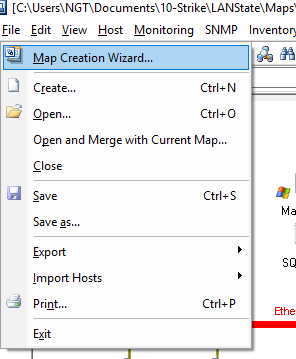 [C:\Users\NGT\Documents\10-Strike\LANState\Maps\
File Edit View Host Monitoring SNMP Inventory
Map Creation Wizard...
Create... Ctrl+N
Open... Ctrl+O
Open and Merge with Current Map...
Close
Save Ctrl+S
Save as...
Export
Import Hosts
Print... Ctrl+P
Exit
Ma
SQ
Ethe